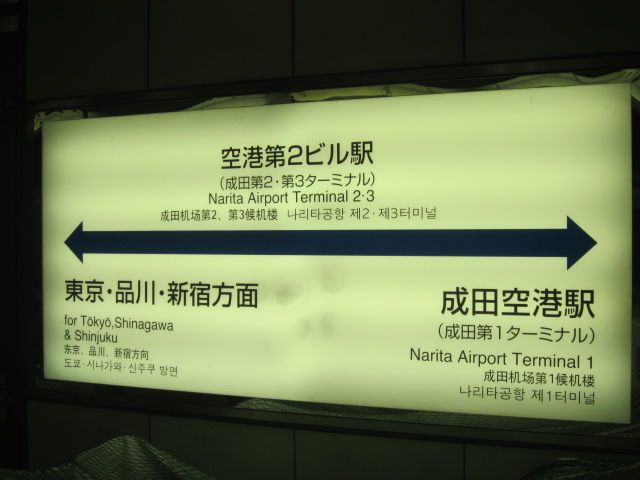 空港第2ビル駅
(成田第2・第3ターミナル)
Narita Airport Terminal 2·3
成田机场第2、第3候机楼 나리타공항 제2·제3터미널
東京・品川・新宿方面
for Tōkyō,Shinagawa
& Shinjuku
东京、品川、新宿方向
도쿄·시나가와·신주쿠 방면
成田空港駅
(成田第1ターミナル)
Narita Airport Terminal 1
成田机场第1候机楼
나리타공항 제1터미널